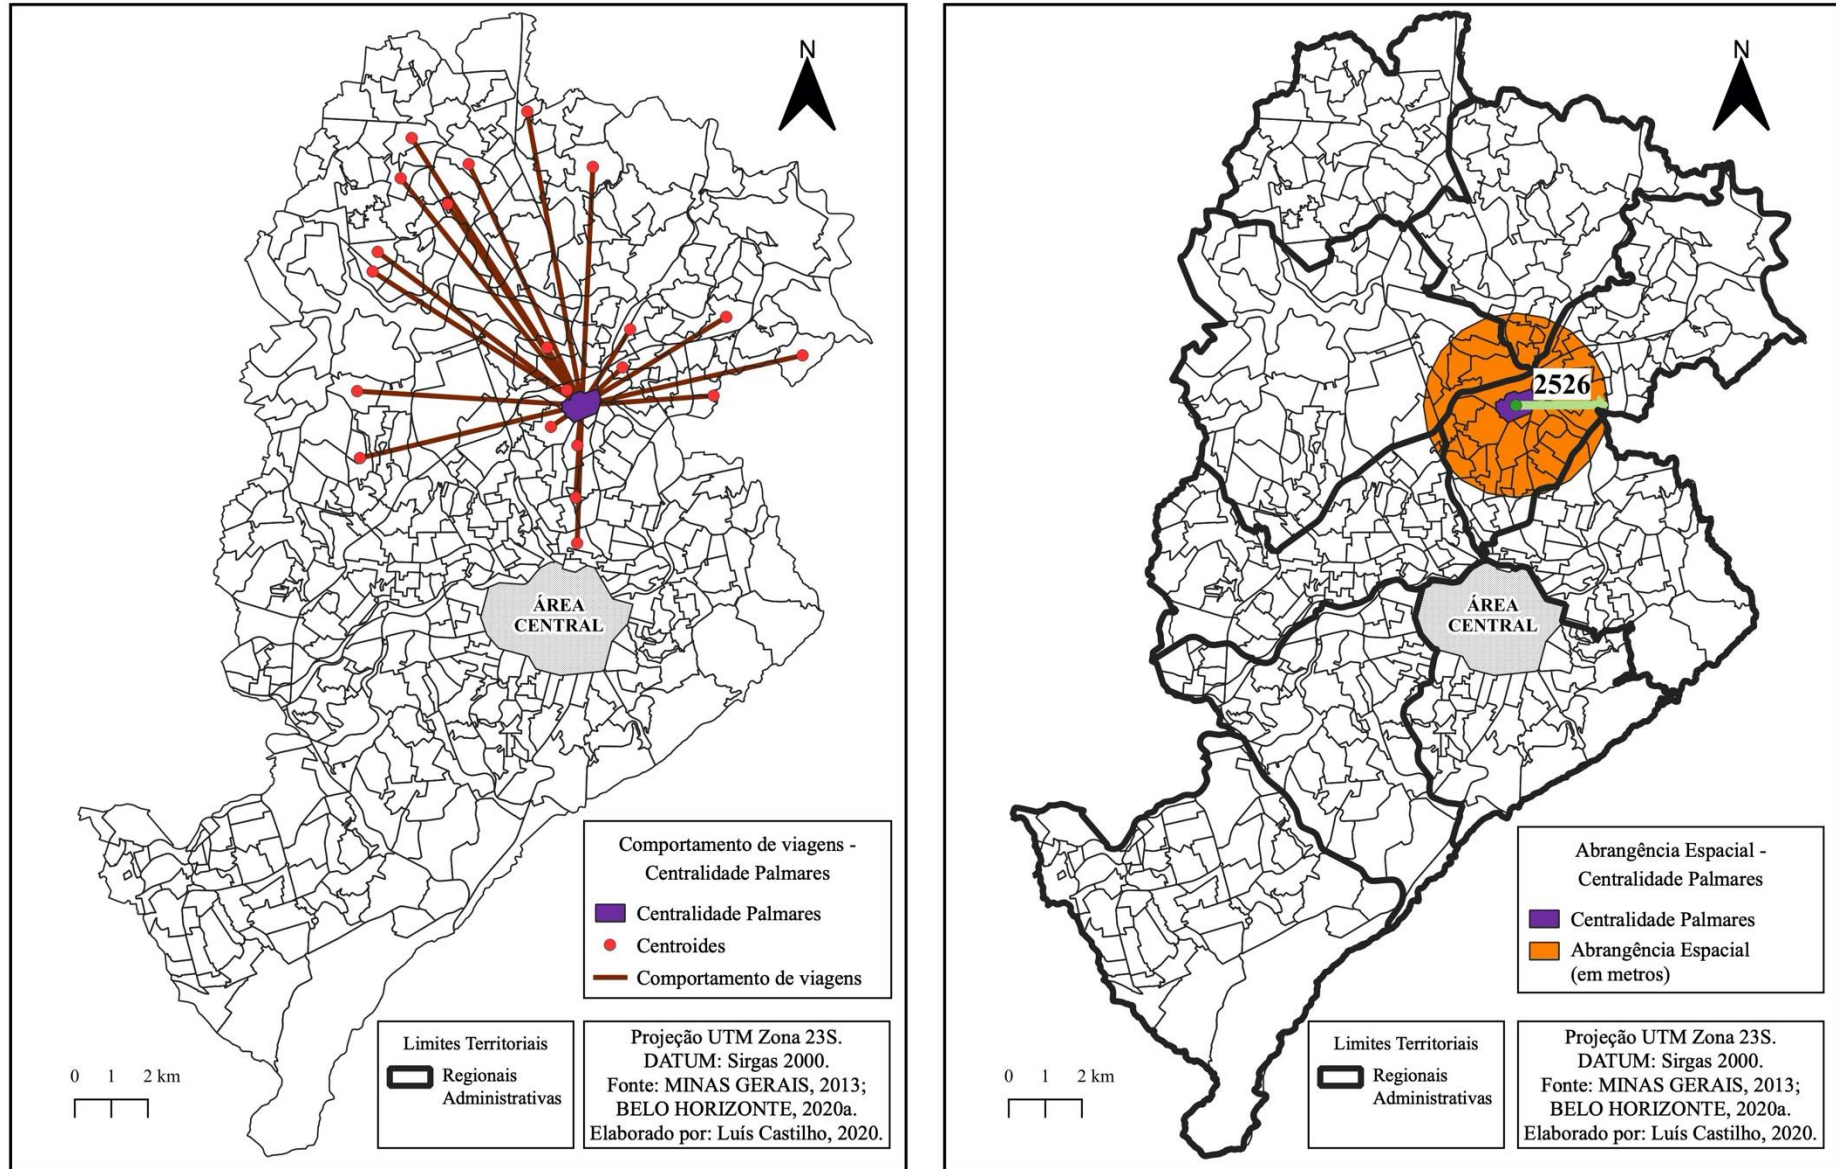 N
ÁREA
CENTRAL
Comportamento de viagens -
Centralidade Palmares
Centralidade Palmares
Centroides
Comportamento de viagens
Limites Territoriais
Regionais
Administrativas
Projeção UTM Zona 23S.
DATUM: Sirgas 2000.
Fonte: MINAS GERAIS, 2013;
BELO HORIZONTE, 2020a.
Elaborado por: Luís Castilho, 2020.
0 1 2 km
N
2526
ÁREA
CENTRAL
Abrangência Espacial -
Centralidade Palmares
Centralidade Palmares
Abrangência Espacial
(em metros)
Limites Territoriais
Regionais
Administrativas
Projeção UTM Zona 23S.
DATUM: Sirgas 2000.
Fonte: MINAS GERAIS, 2013;
BELO HORIZONTE, 2020a.
Elaborado por: Luís Castilho, 2020.
0 1 2 km